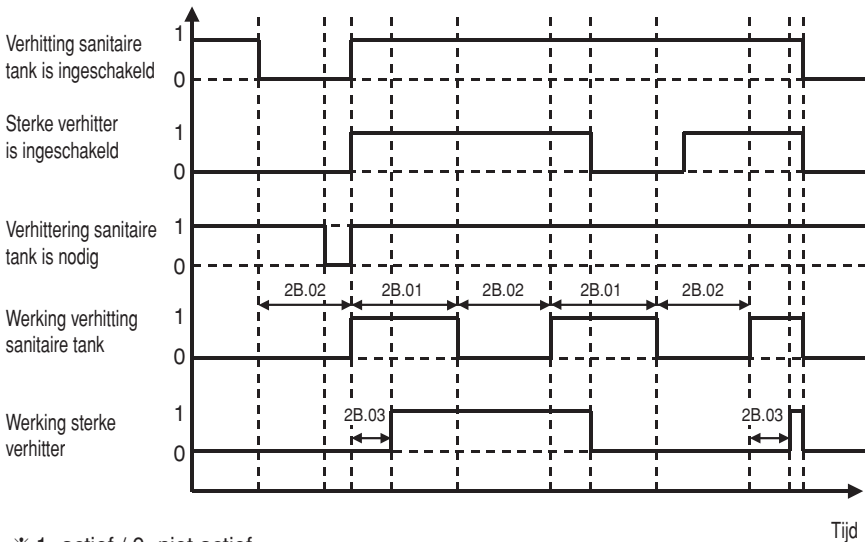 Verhitting sanitaire
tank is ingeschakeld
1
0
Sterke verhitter
is ingeschakeld
1
0
Verhittering sanitaire
tank is nodig
1
0
2B.02 2B.01 2B.02 2B.01 2B.02
Werking verhitting
sanitaire tank
1
0
Werking sterke
verhitter
1
0
2B.03 2B.03
Tijd